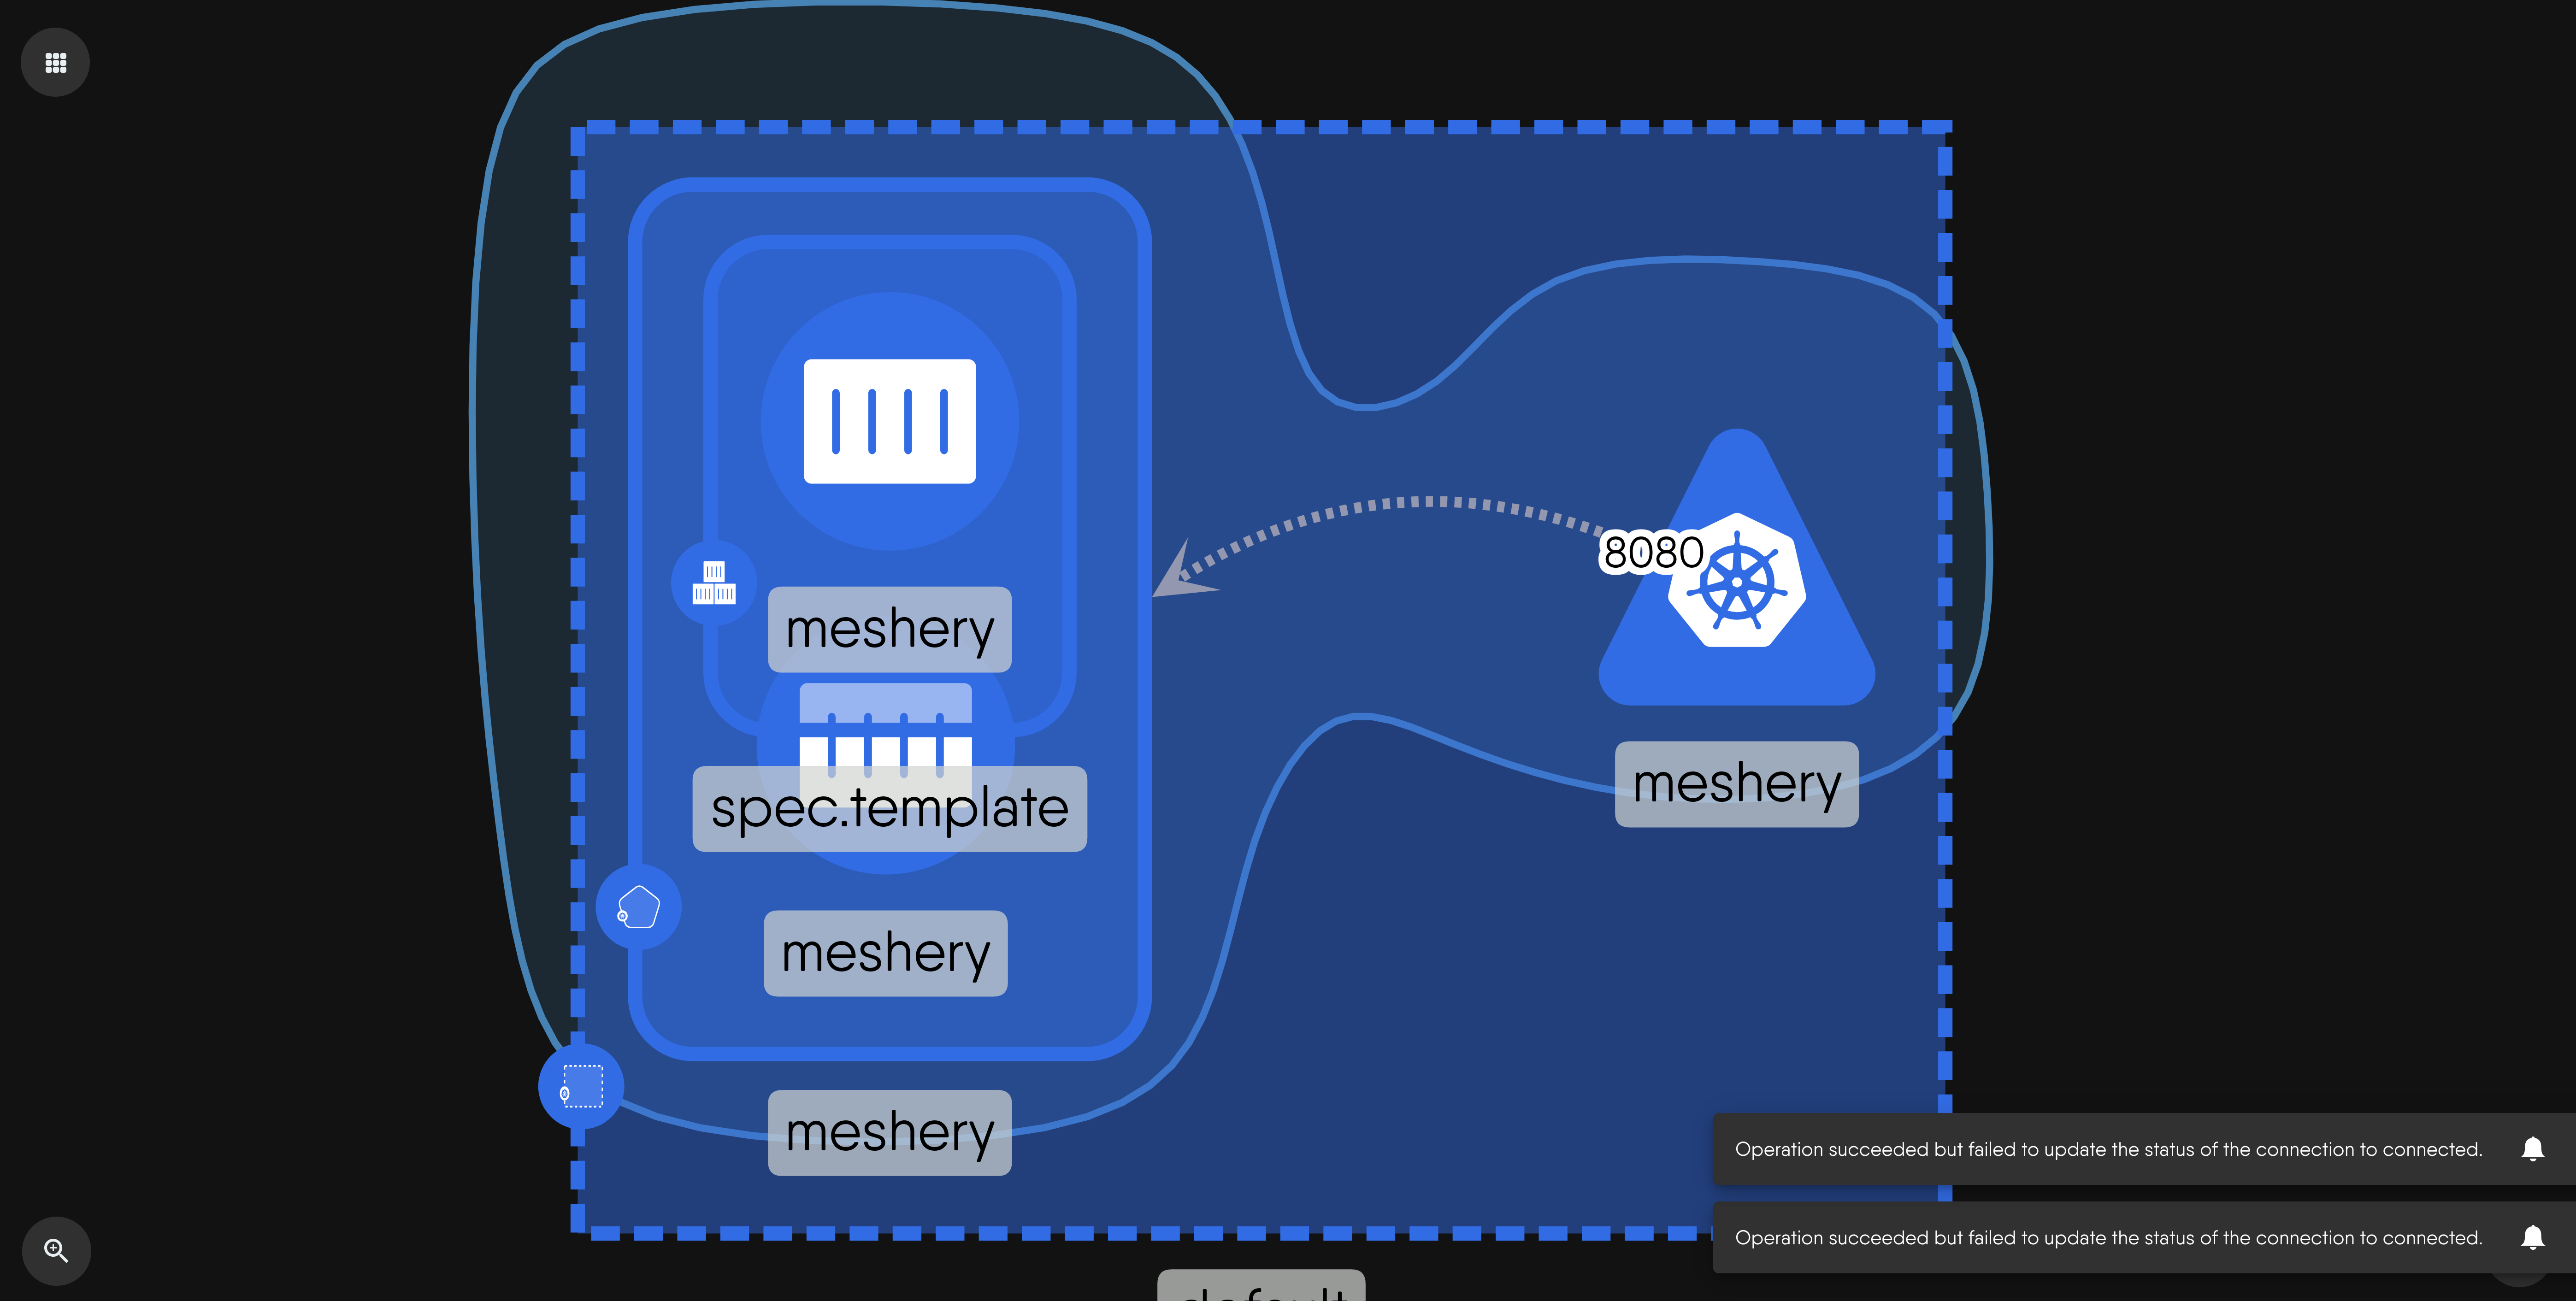 8080
meshery
spec.template
meshery
meshery
meshery
Operation succeeded but failed to update the status of the connection to connected.
Operation succeeded but failed to update the status of the connection to connected.
default